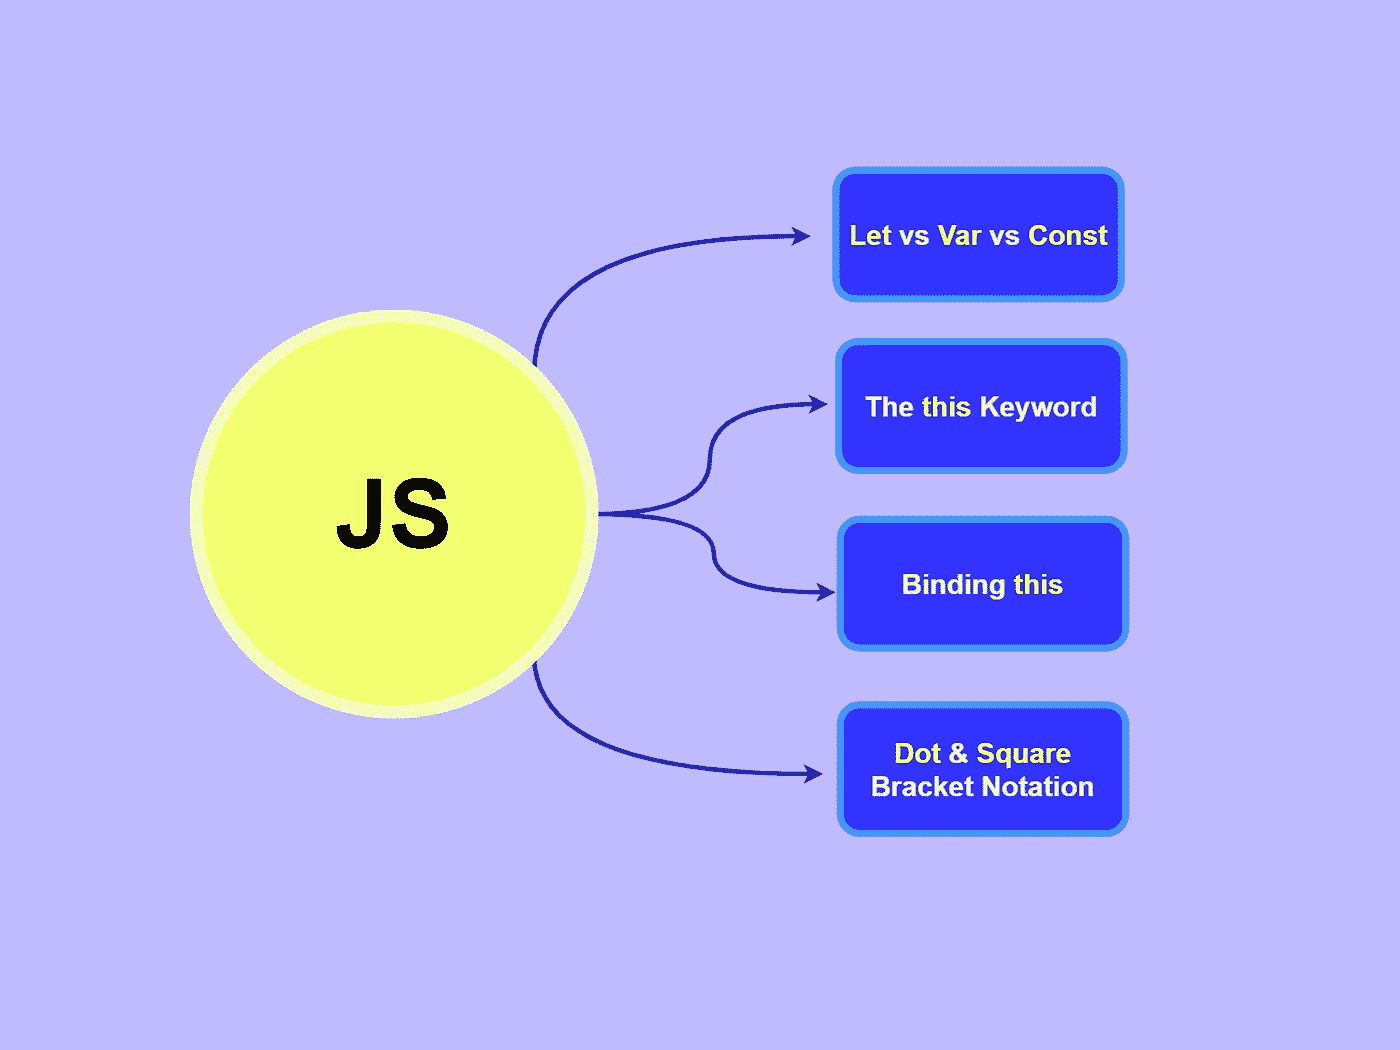 JS
Let vs Var vs Const
The this Keyword
Binding this
Dot & Square
Bracket Notation